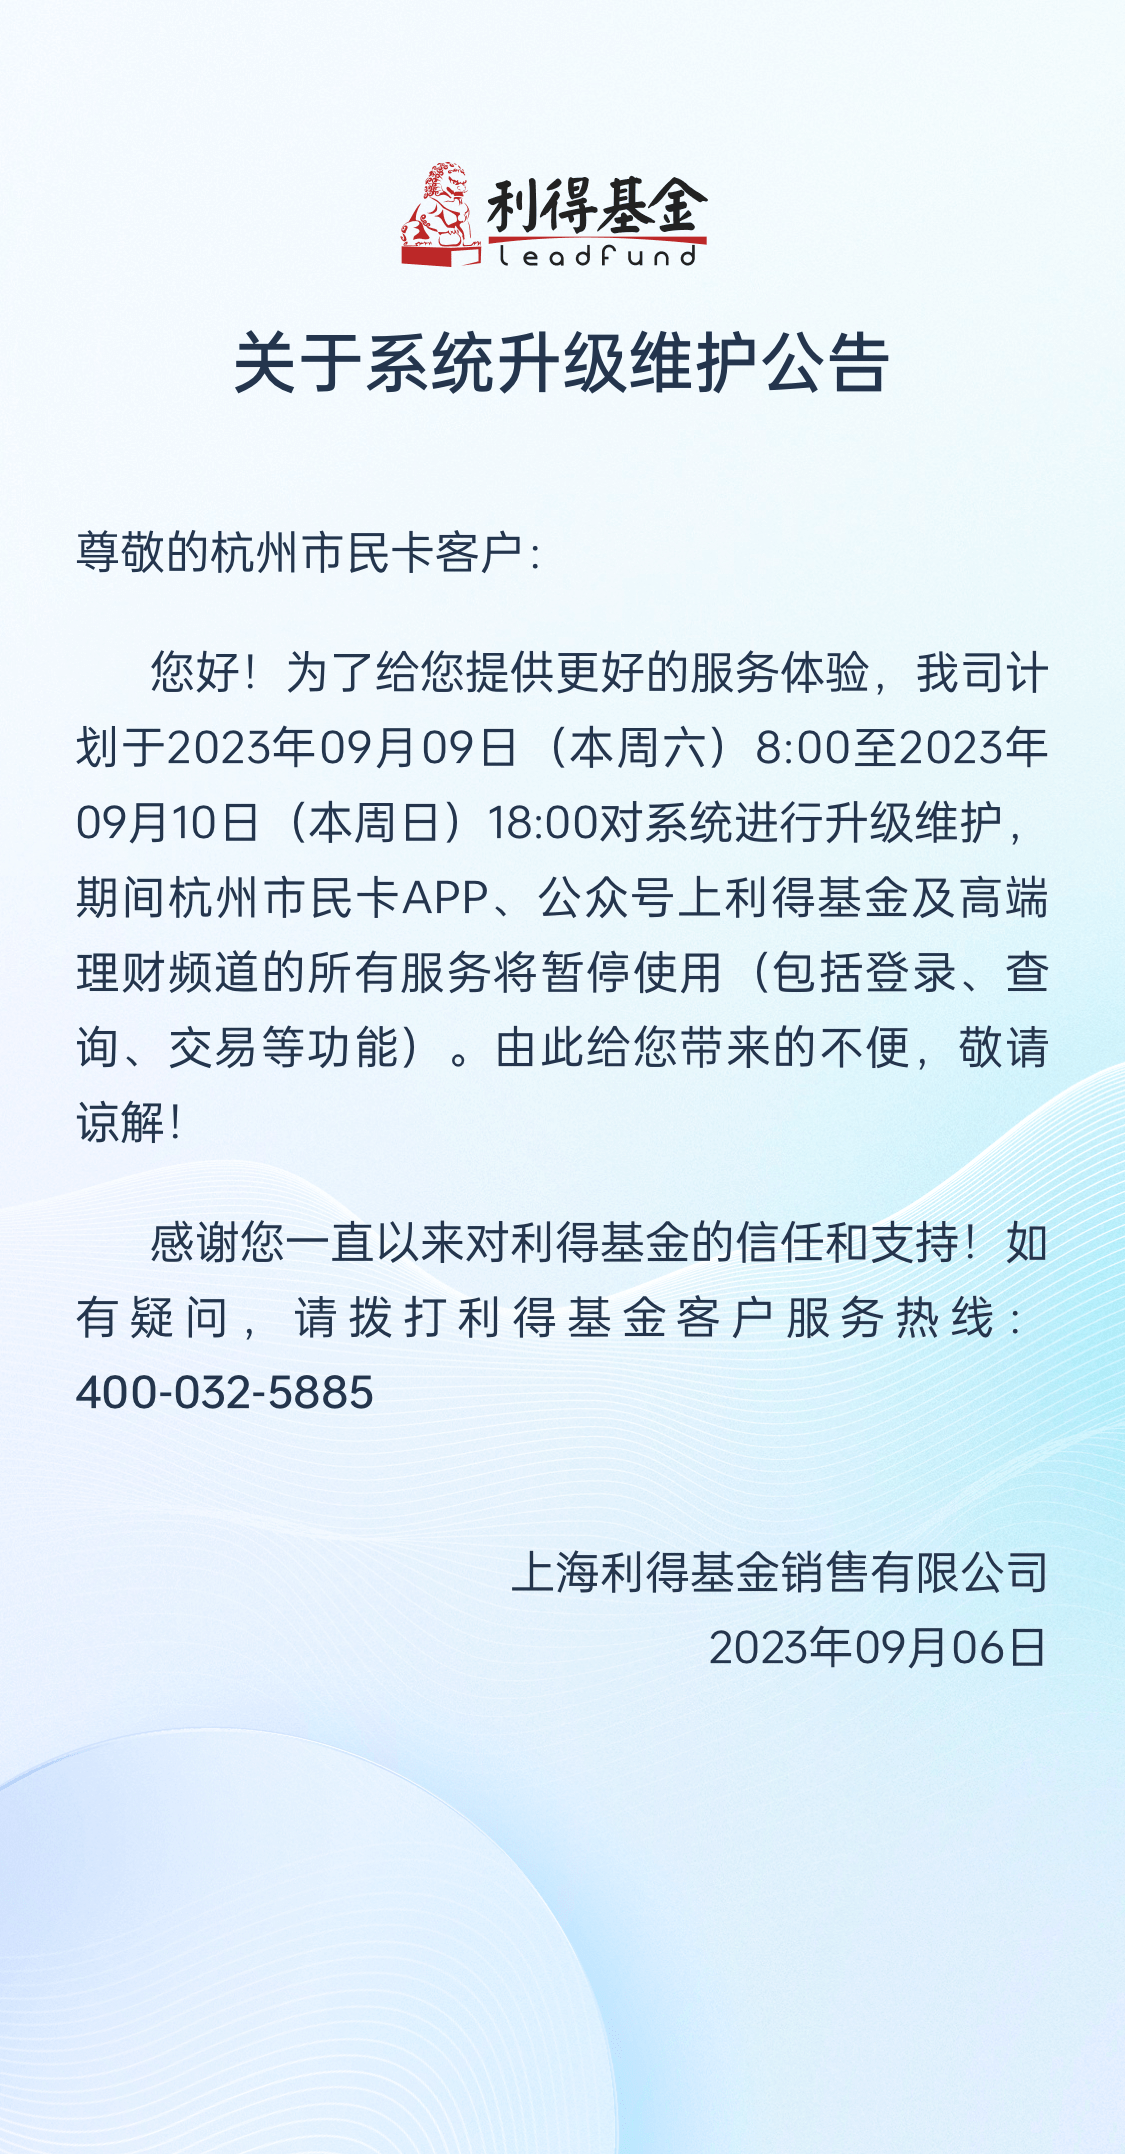 利得基金
leadfund
关于系统升级维护公告
尊敬的杭州市民卡客户：
您好！为了给您提供更好的服务体验，我司计
划于2023年09月09日（本周六）8:00至2023年
09月10日（本周日）18:00对系统进行升级维护，
期间杭州市民卡APP、公众号上利得基金及高端
理财频道的所有服务将暂停使用（包括登录、查
询、交易等功能）。由此给您带来的不便，敬请
谅解！
感谢您一直以来对利得基金的信任和支持！如
有疑问，请拨打利得基金客户服务热线：
400-032-5885
上海利得基金销售有限公司
2023年09月06日